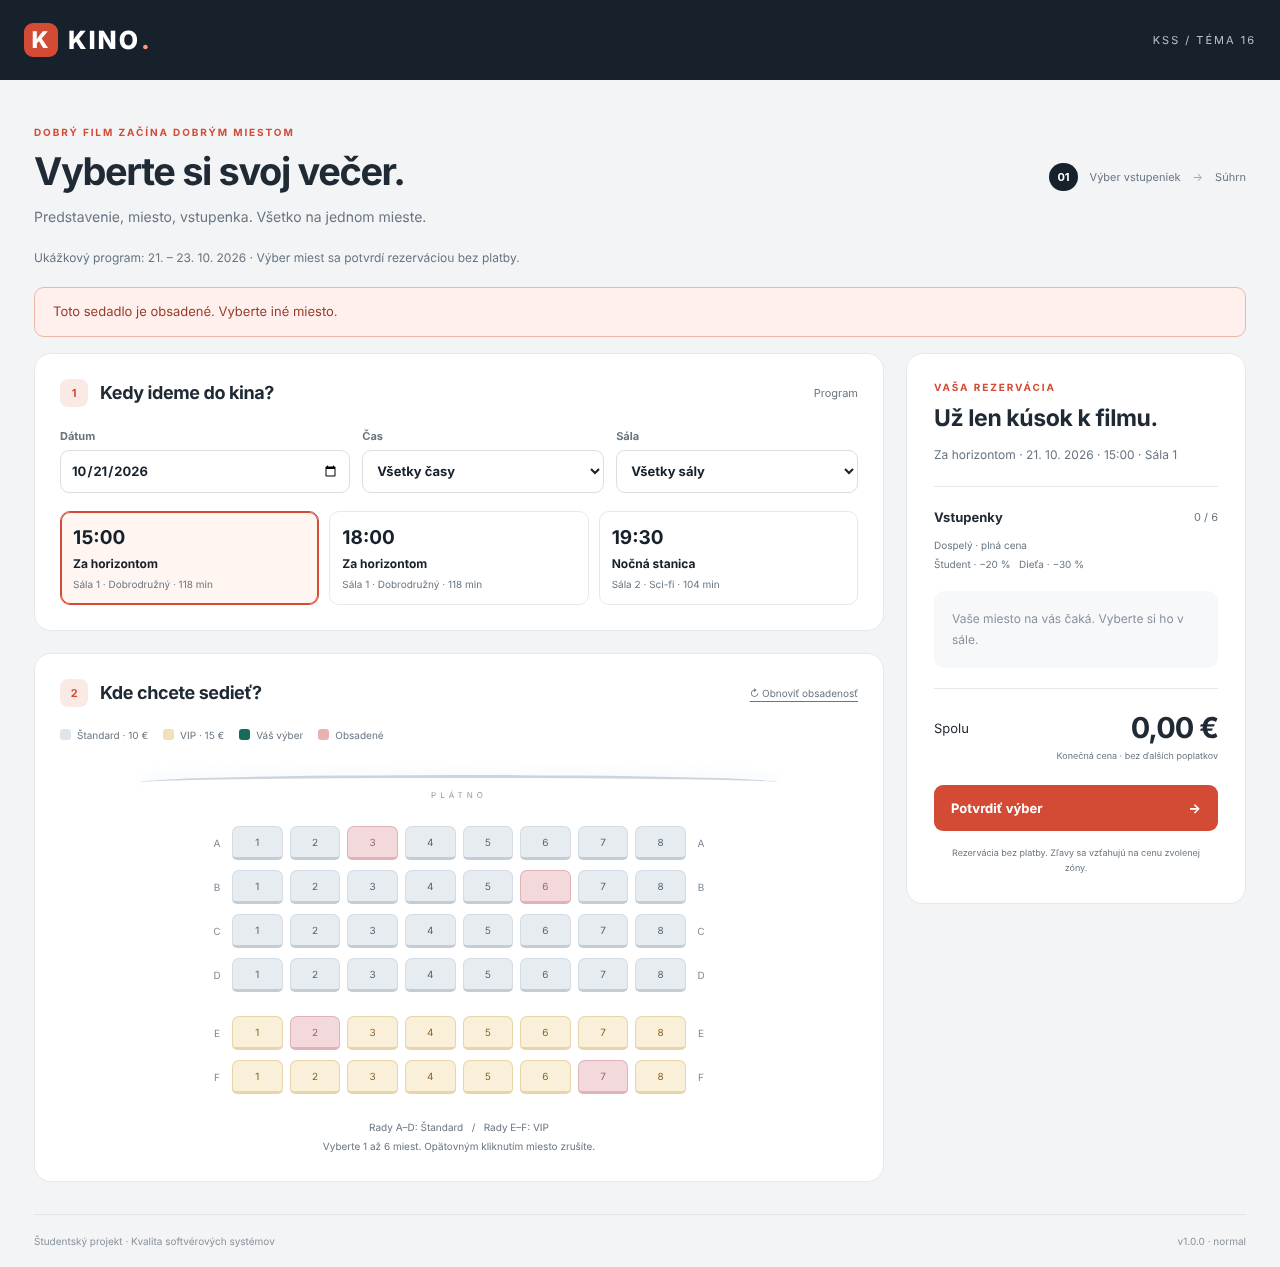 K KINO.
KSS / TÉMA 16
DOBRÝ FILM ZAČÍNA DOBRÝM MIESTOM
Vyberte si svoj večer.
01 Výber vstupeniek → Súhrn
Predstavenie, miesto, vstupenka. Všetko na jednom mieste.
Ukážkový program: 21. – 23. 10. 2026 · Výber miest sa potvrdí rezerváciou bez platby.
Toto sedadlo je obsadené. Vyberte iné miesto.
1 Kedy ideme do kina?
Program
Dátum Čas Sála
10/21/2026 Všetky časy Všetky sály
15:00
Za horizontom
Sála 1 · Dobrodružný · 118 min
18:00
Za horizontom
Sála 1 · Dobrodružný · 118 min
19:30
Nočná stanica
Sála 2 · Sci-fi · 104 min
2 Kde chcete sedieť?
↻ Obnoviť obsadenosť
Štandard · 10 € VIP · 15 € Váš výber Obsadené
PLÁTNO
A 1 2 3 4 5 6 7 8 A
B 1 2 3 4 5 6 7 8 B
C 1 2 3 4 5 6 7 8 C
D 1 2 3 4 5 6 7 8 D
E 1 2 3 4 5 6 7 8 E
F 1 2 3 4 5 6 7 8 F
Rady A–D: Štandard / Rady E–F: VIP
Vyberte 1 až 6 miest. Opätovným kliknutím miesto zrušíte.
VAŠA REZERVÁCIA
Už len kúsok k filmu.
Za horizontom · 21. 10. 2026 · 15:00 · Sála 1
Vstupenky 0 / 6
Dospelý · plná cena
Študent · −20 % Dieťa · −30 %
Vaše miesto na vás čaká. Vyberte si ho v
sále.
Spolu 0,00 €
Konečná cena · bez ďalších poplatkov
Potvrdiť výber →
Rezervácia bez platby. Zľavy sa vzťahujú na cenu zvolenej
zóny.
Študentský projekt · Kvalita softvérových systémov
v1.0.0 · normal